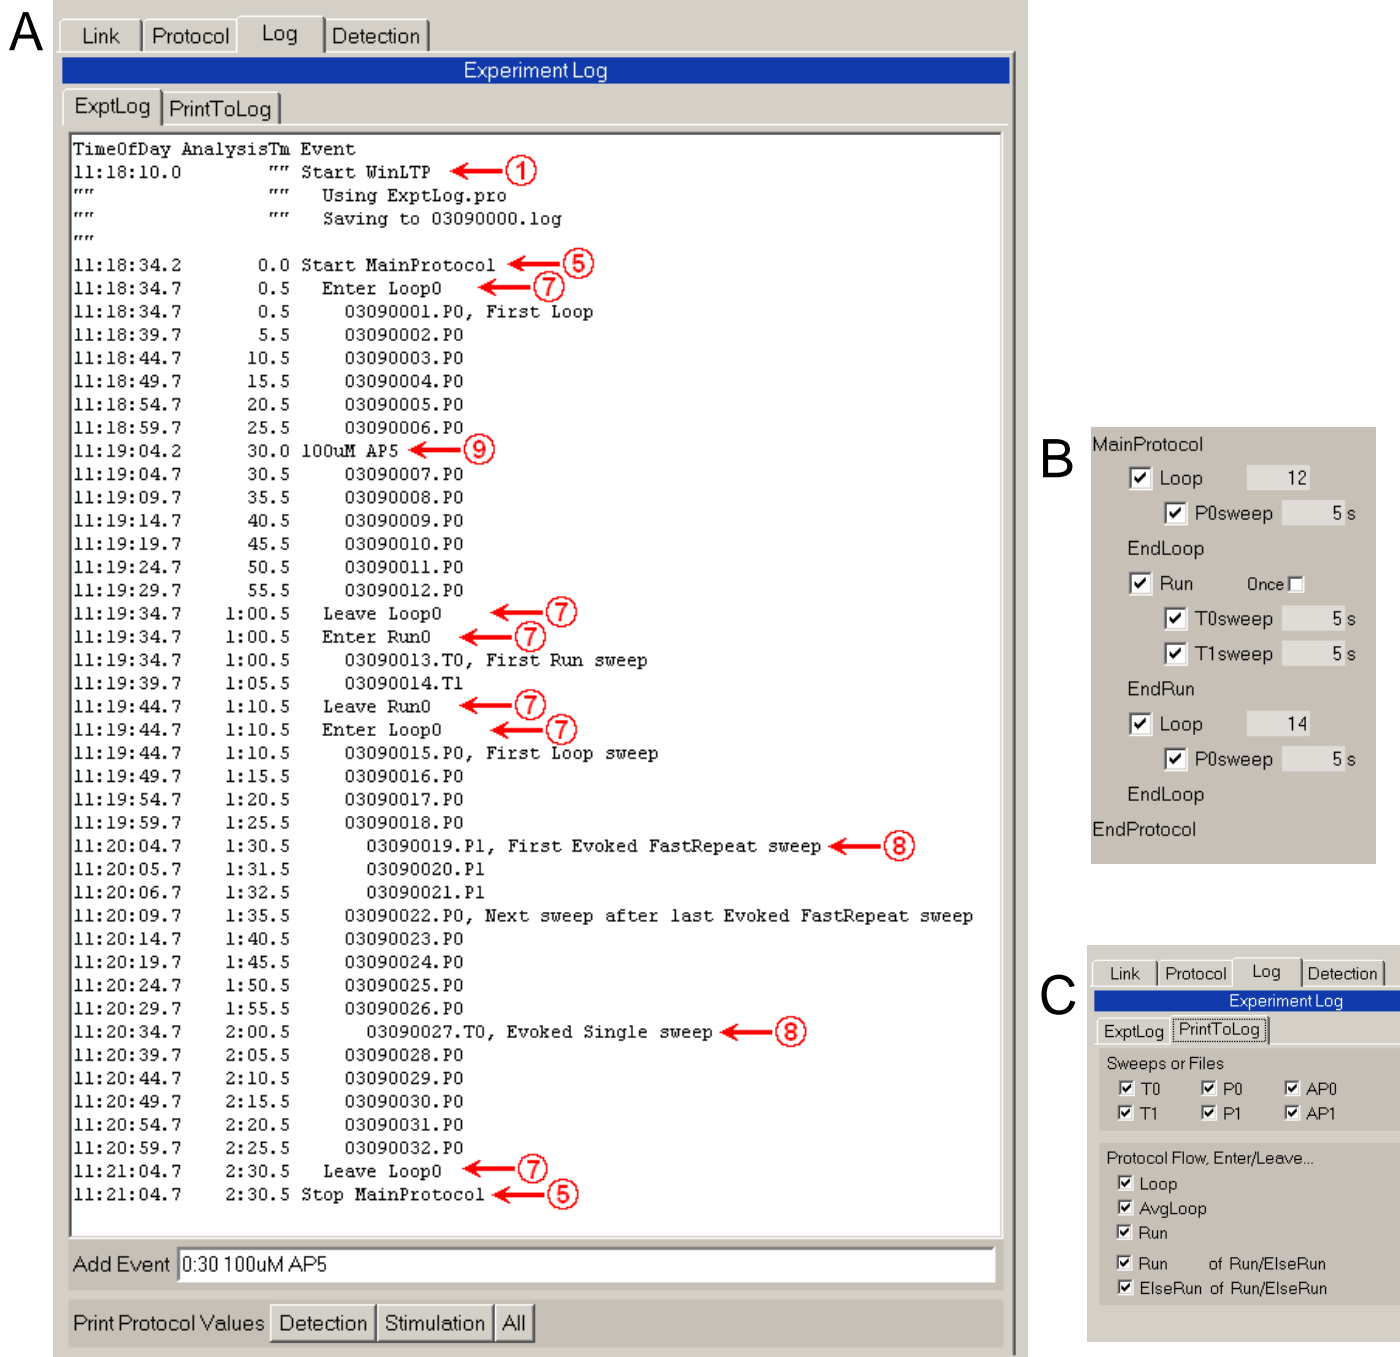 A
Link Protocol Log Detection
Experiment Log
ExptLog PrintToLog
TimeOfDay AnalysisTm Event
11:18:10.0 "" Start WinLTP 1
"" "" Using ExptLog.pro
"" "" Saving to 03090000.log
""
11:18:34.2 0.0 Start MainProtocol 5
11:18:34.7 0.5 Enter Loop0 7
11:18:34.7 0.5 03090001.P0, First Loop
11:18:39.7 5.5 03090002.P0
11:18:44.7 10.5 03090003.P0
11:18:49.7 15.5 03090004.P0
11:18:54.7 20.5 03090005.P0
11:18:59.7 25.5 03090006.P0
11:19:04.2 30.0 100uM AP5 9
11:19:04.7 30.5 03090007.P0
11:19:09.7 35.5 03090008.P0
11:19:14.7 40.5 03090009.P0
11:19:19.7 45.5 03090010.P0
11:19:24.7 50.5 03090011.P0
11:19:29.7 55.5 03090012.P0
11:19:34.7 1:00.5 Leave Loop0 7
11:19:34.7 1:00.5 Enter Run0 7
11:19:34.7 1:00.5 03090013.T0, First Run sweep
11:19:39.7 1:05.5 03090014.T1
11:19:44.7 1:10.5 Leave Run0 7
11:19:44.7 1:10.5 Enter Loop0 7
11:19:44.7 1:10.5 03090015.P0, First Loop sweep
11:19:49.7 1:15.5 03090016.P0
11:19:54.7 1:20.5 03090017.P0
11:19:59.7 1:25.5 03090018.P0
11:20:04.7 1:30.5 03090019.P1, First Evoked FastRepeat sweep 8
11:20:05.7 1:31.5 03090020.P1
11:20:06.7 1:32.5 03090021.P1
11:20:09.7 1:35.5 03090022.P0, Next sweep after last Evoked FastRepeat sweep
11:20:14.7 1:40.5 03090023.P0
11:20:19.7 1:45.5 03090024.P0
11:20:24.7 1:50.5 03090025.P0
11:20:29.7 1:55.5 03090026.P0
11:20:34.7 2:00.5 03090027.T0, Evoked Single sweep 8
11:20:39.7 2:05.5 03090028.P0
11:20:44.7 2:10.5 03090029.P0
11:20:49.7 2:15.5 03090030.P0
11:20:54.7 2:20.5 03090031.P0
11:20:59.7 2:25.5 03090032.P0
11:21:04.7 2:30.5 Leave Loop0 7
11:21:04.7 2:30.5 Stop MainProtocol 5
Add Event 0:30 100uM AP5
Print Protocol Values Detection Stimulation All
B
MainProtocol
Loop 12
P0sweep 5 s
EndLoop
Run Once
T0sweep 5 s
T1sweep 5 s
EndRun
Loop 14
P0sweep 5 s
EndLoop
EndProtocol
C
Link Protocol Log Detection
Experiment Log
ExptLog PrintToLog
Sweeps or Files
T0 P0 AP0
T1 P1 AP1
Protocol Flow, Enter/Leave...
Loop
AvgLoop
Run
Run of Run/ElseRun
ElseRun of Run/ElseRun